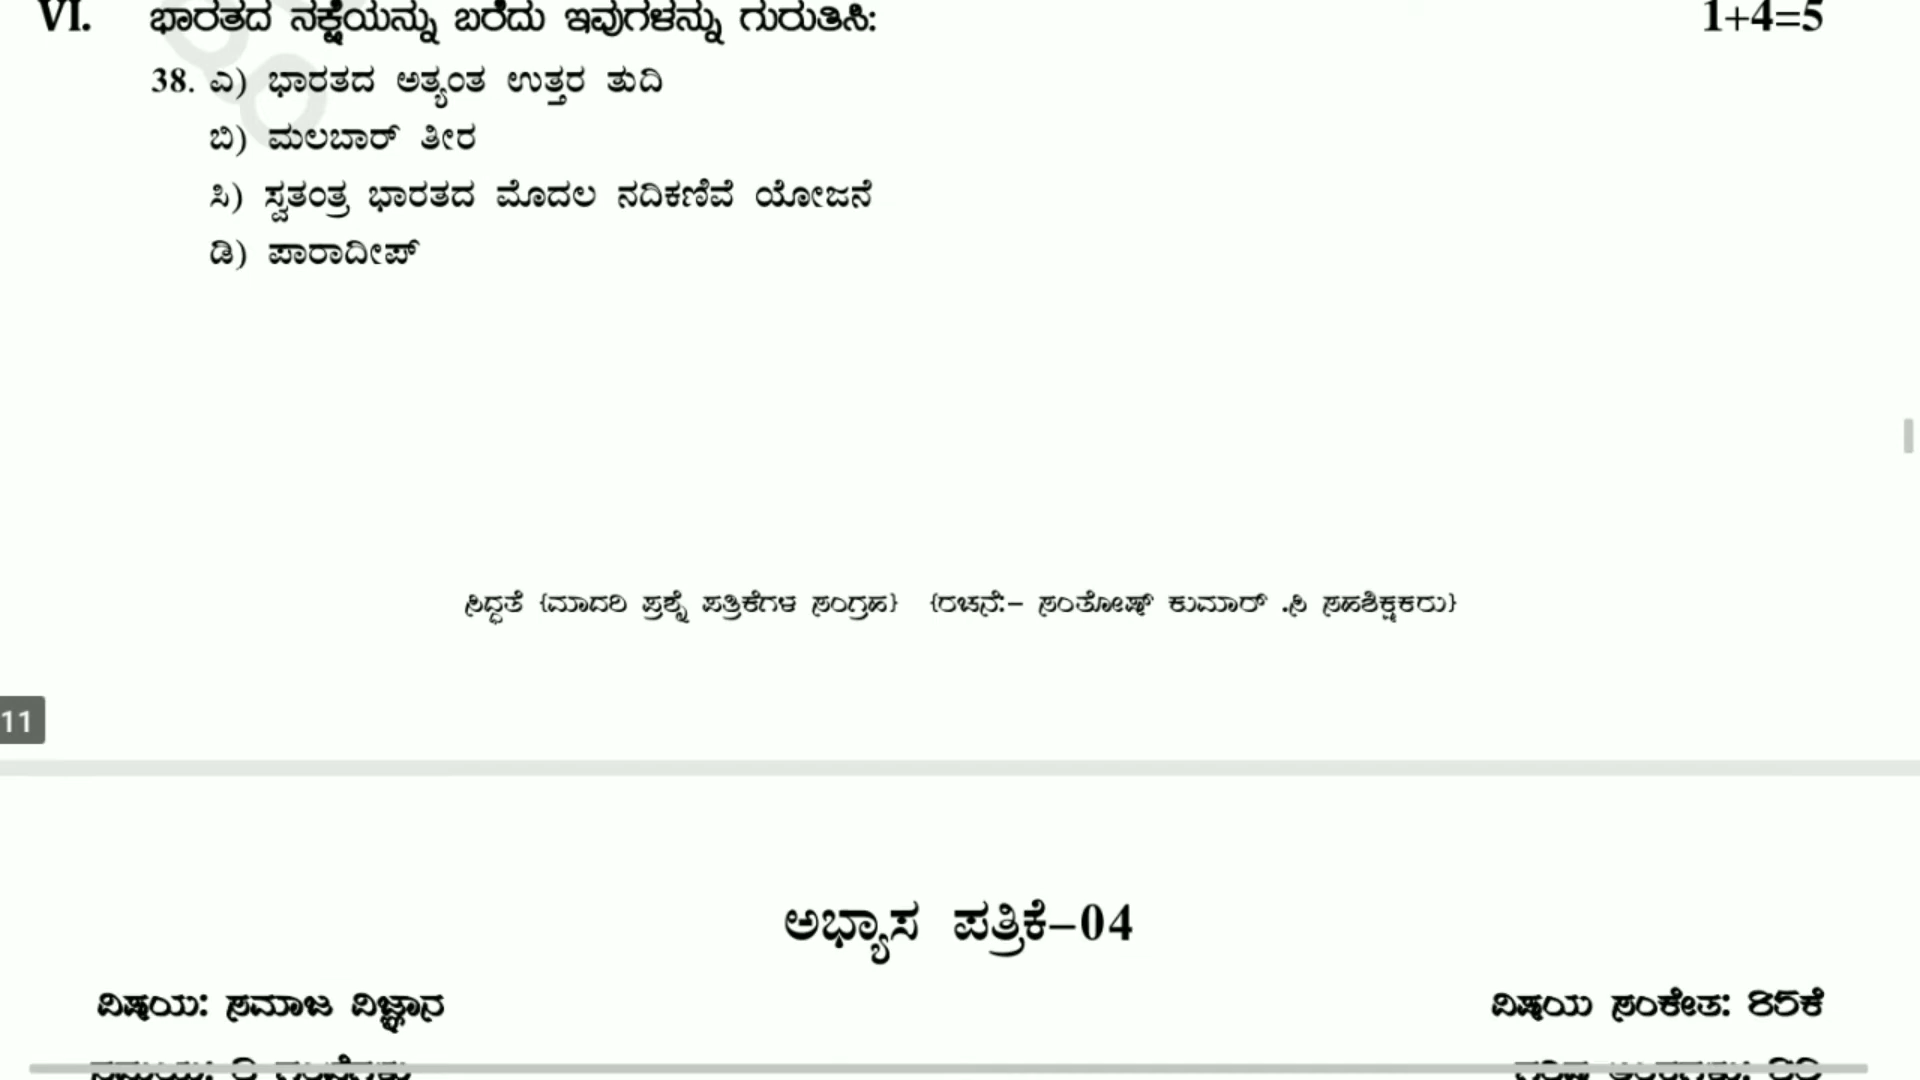 VI. ಭಾರತದ ನಕ್ಷೆಯನ್ನು ಬರೆದು ಇವುಗಳನ್ನು ಗುರುತಿಸಿ: 1+4=5
38. ಎ) ಭಾರತದ ಅತ್ಯಂತ ಉತ್ತರ ತುದಿ
ಬಿ) ಮಲಬಾರ್ ತೀರ
ಸಿ) ಸ್ವತಂತ್ರ ಭಾರತದ ಮೊದಲ ನದಿಕಣಿವೆ ಯೋಜನೆ
ಡಿ) ಪಾರಾದೀಪ್
ಸಿದ್ಧತೆ {ಮಾದರಿ ಪ್ರಶ್ನೆ ಪತ್ರಿಕೆಗಳ ಸಂಗ್ರಹ} {ರಚನೆ:– ಸಂತೋಷ್ ಕುಮಾರ್ .ಸಿ ಸಹಶಿಕ್ಷಕರು}
11
ಅಭ್ಯಾಸ ಪತ್ರಿಕೆ–04
ವಿಷಯ: ಸಮಾಜ ವಿಜ್ಞಾನ ವಿಷಯ ಸಂಕೇತ: 85ಕೆ